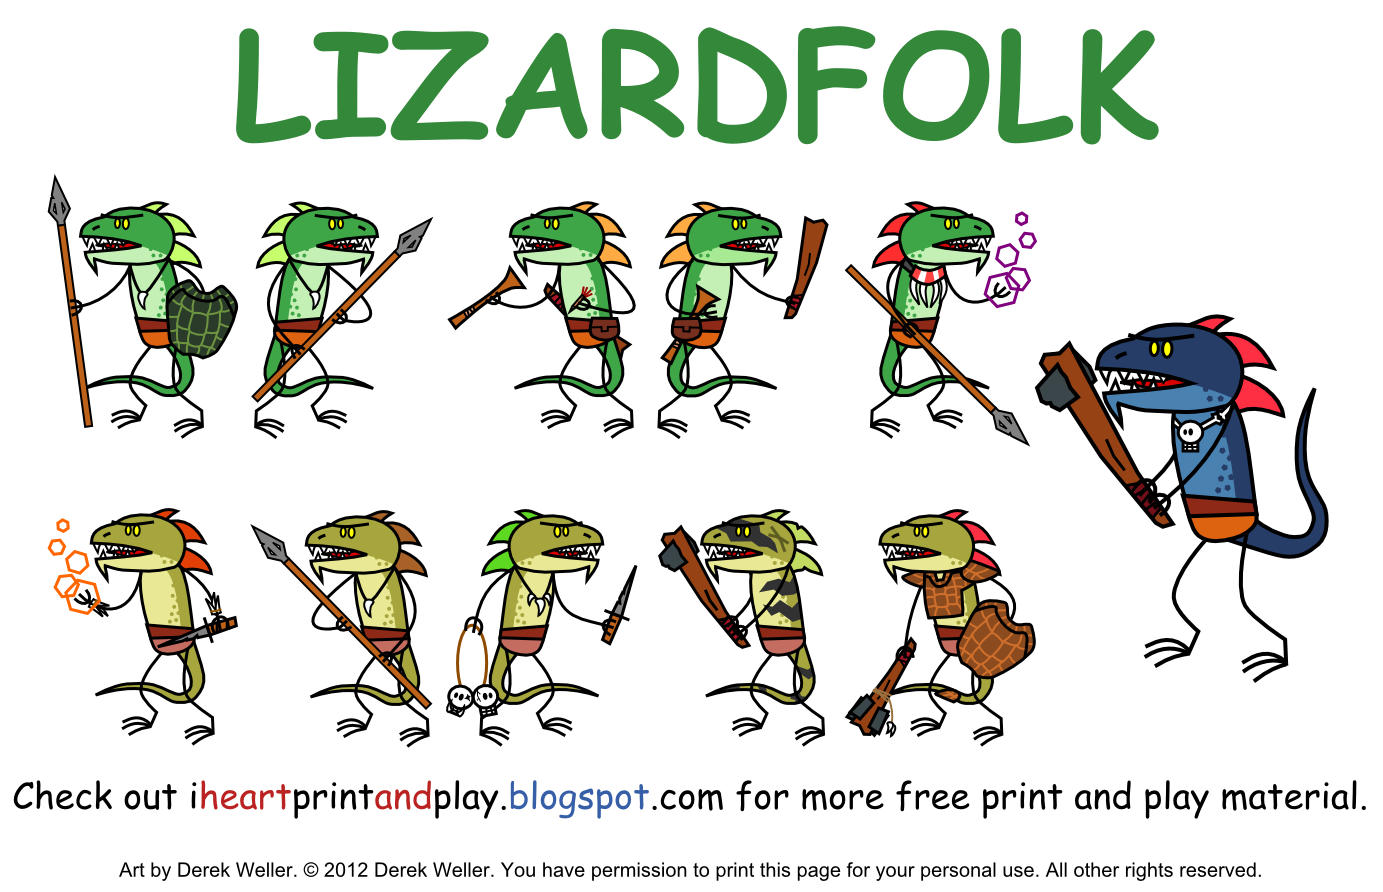 LIZARDFOLK
Check out iheartprintandplay.blogspot.com for more free print and play material.
Art by Derek Weller. © 2012 Derek Weller. You have permission to print this page for your personal use. All other rights reserved.